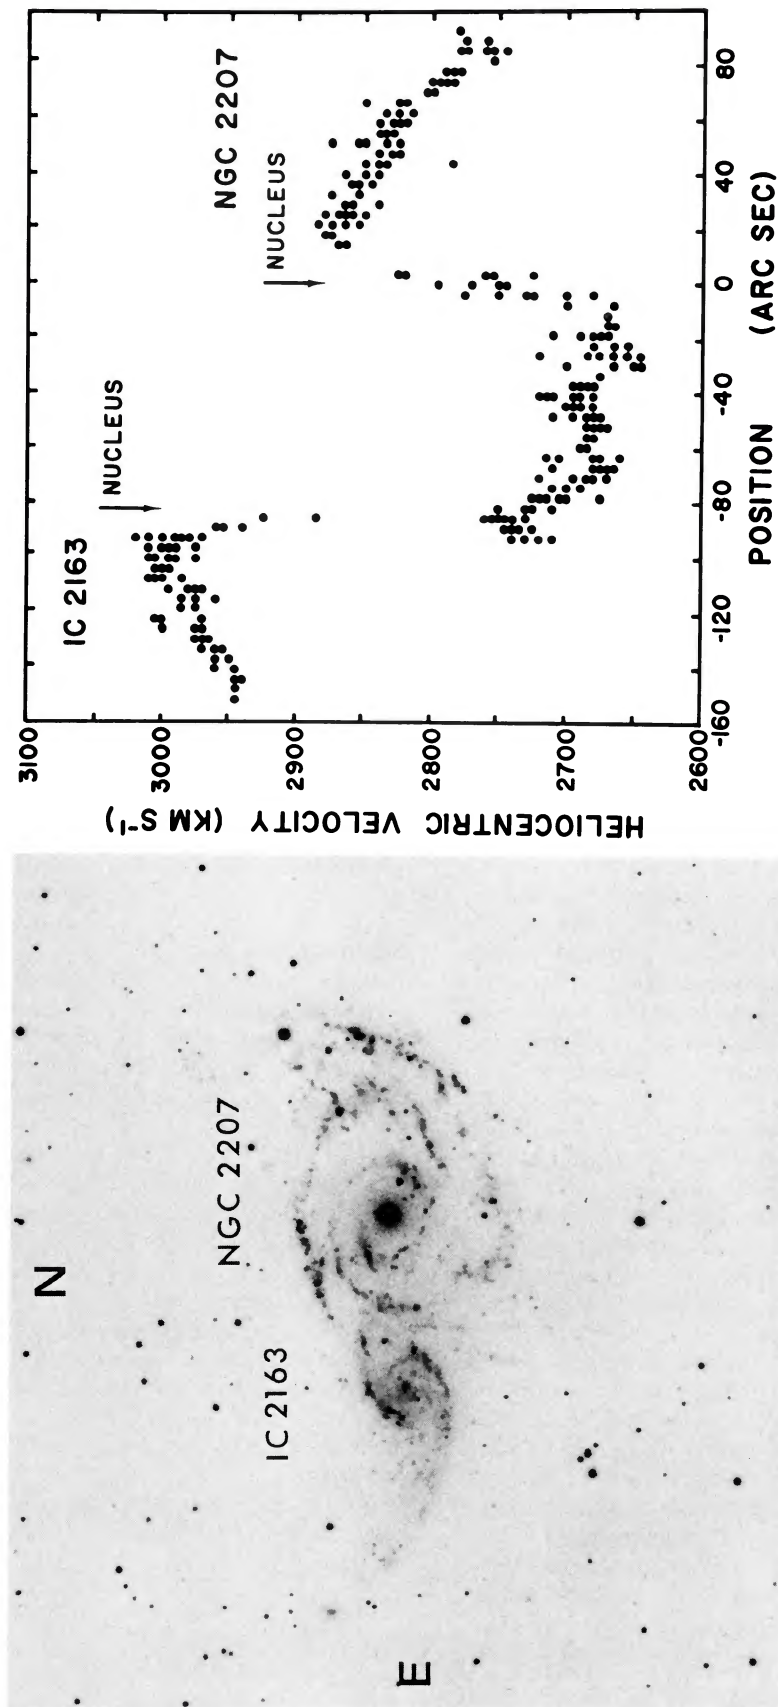 N
E
IC 2163
NGC 2207
HELIOCENTRIC VELOCITY (KM S⁻¹)
3100
3000
2900
2800
2700
2600
IC 2163
NUCLEUS
NGC 2207
NUCLEUS
-160
-120
-80
-40
0
40
80
POSITION (ARC SEC)